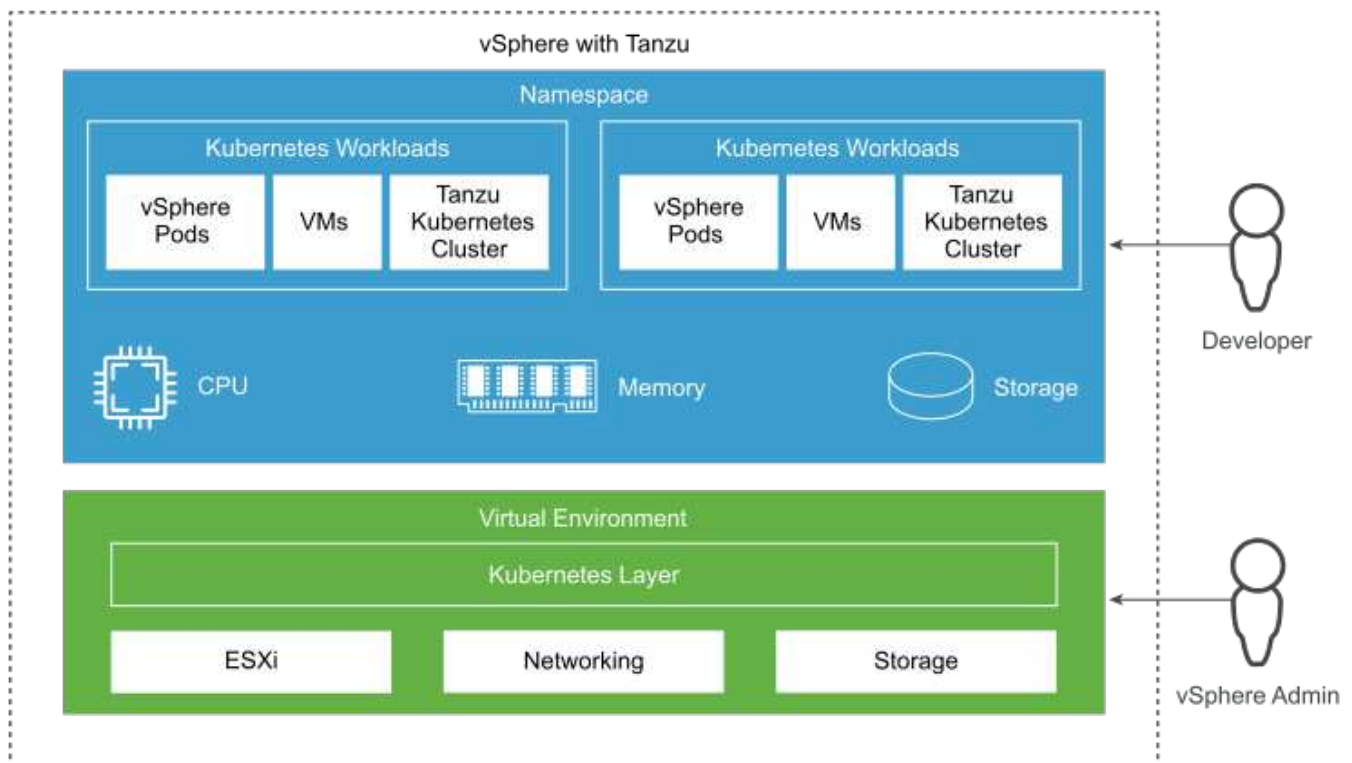 vSphere with Tanzu
Namespace
Kubernetes Workloads
vSphere
Pods
VMs
Tanzu
Kubernetes
Cluster
Kubernetes Workloads
vSphere
Pods
VMs
Tanzu
Kubernetes
Cluster
Developer
CPU
Memory
Storage
Virtual Environment
Kubernetes Layer
ESXi
Networking
Storage
vSphere Admin